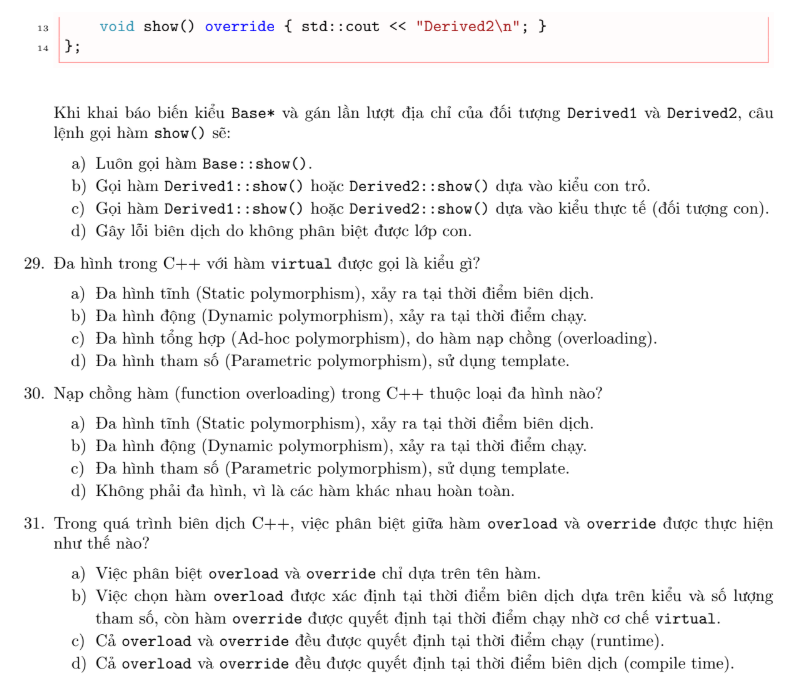 13 void show() override { std::cout << "Derived2\n"; }
14 };
Khi khai báo biến kiểu Base* và gán lần lượt địa chỉ của đối tượng Derived1 và Derived2, câu
lệnh gọi hàm show() sẽ:
a) Luôn gọi hàm Base::show().
b) Gọi hàm Derived1::show() hoặc Derived2::show() dựa vào kiểu con trỏ.
c) Gọi hàm Derived1::show() hoặc Derived2::show() dựa vào kiểu thực tế (đối tượng con).
d) Gây lỗi biên dịch do không phân biệt được lớp con.
29. Đa hình trong C++ với hàm virtual được gọi là kiểu gì?
a) Đa hình tĩnh (Static polymorphism), xảy ra tại thời điểm biên dịch.
b) Đa hình động (Dynamic polymorphism), xảy ra tại thời điểm chạy.
c) Đa hình tổng hợp (Ad-hoc polymorphism), do hàm nạp chồng (overloading).
d) Đa hình tham số (Parametric polymorphism), sử dụng template.
30. Nạp chồng hàm (function overloading) trong C++ thuộc loại đa hình nào?
a) Đa hình tĩnh (Static polymorphism), xảy ra tại thời điểm biên dịch.
b) Đa hình động (Dynamic polymorphism), xảy ra tại thời điểm chạy.
c) Đa hình tham số (Parametric polymorphism), sử dụng template.
d) Không phải đa hình, vì là các hàm khác nhau hoàn toàn.
31. Trong quá trình biên dịch C++, việc phân biệt giữa hàm overload và override được thực hiện
như thế nào?
a) Việc phân biệt overload và override chỉ dựa trên tên hàm.
b) Việc chọn hàm overload được xác định tại thời điểm biên dịch dựa trên kiểu và số lượng
tham số, còn hàm override được quyết định tại thời điểm chạy nhờ cơ chế virtual.
c) Cả overload và override đều được quyết định tại thời điểm chạy (runtime).
d) Cả overload và override đều được quyết định tại thời điểm biên dịch (compile time).